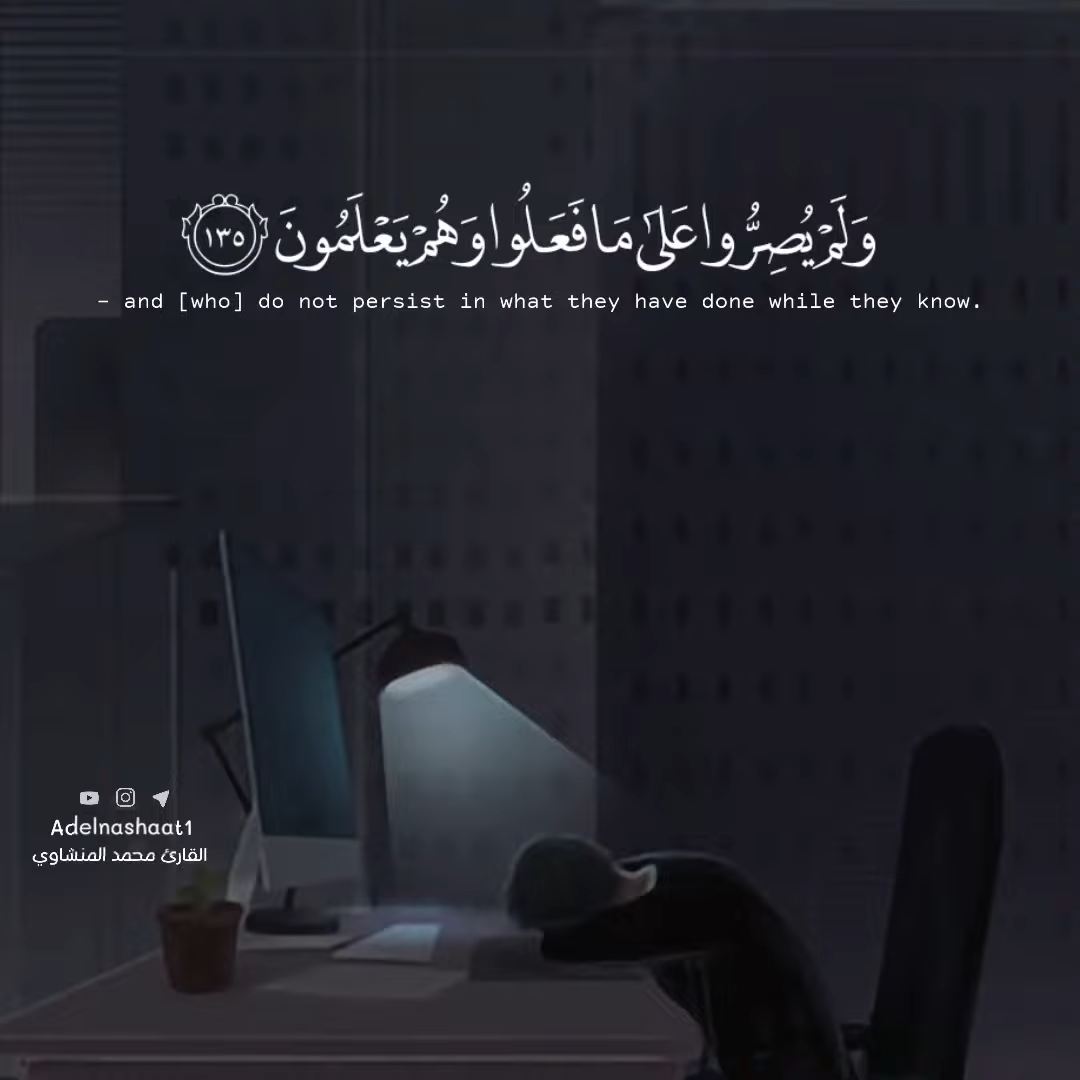 وَلَمْ يُصِرُّوا عَلَىٰ مَا فَعَلُوا وَهُمْ يَعْلَمُونَ ١٣٥
- and [who] do not persist in what they have done while they know.
Adelnashaat1
القارئ محمد المنشاوي